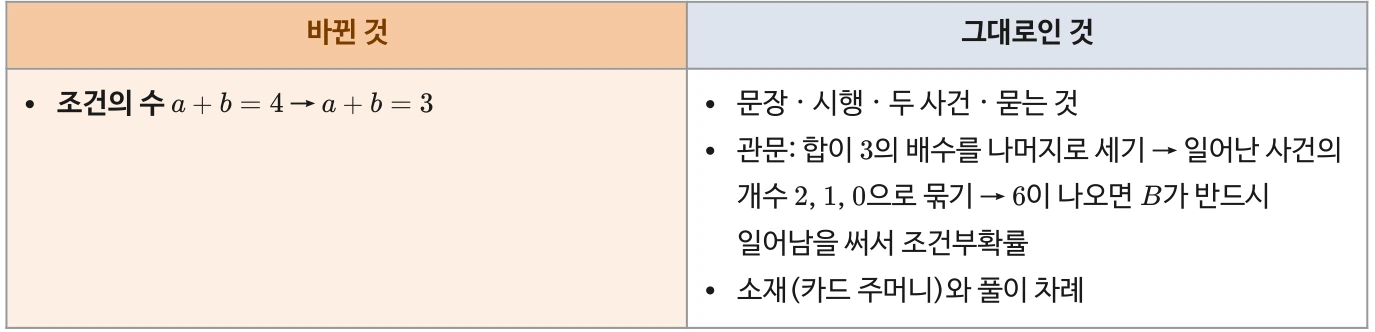 바뀐 것
그대로인 것
• 조건의 수 a + b = 4 → a + b = 3
• 문장 · 시행 · 두 사건 · 묻는 것
• 관문: 합이 3의 배수를 나머지로 세기 → 일어난 사건의
개수 2, 1, 0으로 묶기 → 6이 나오면 B가 반드시
일어남을 써서 조건부확률
• 소재(카드 주머니)와 풀이 차례